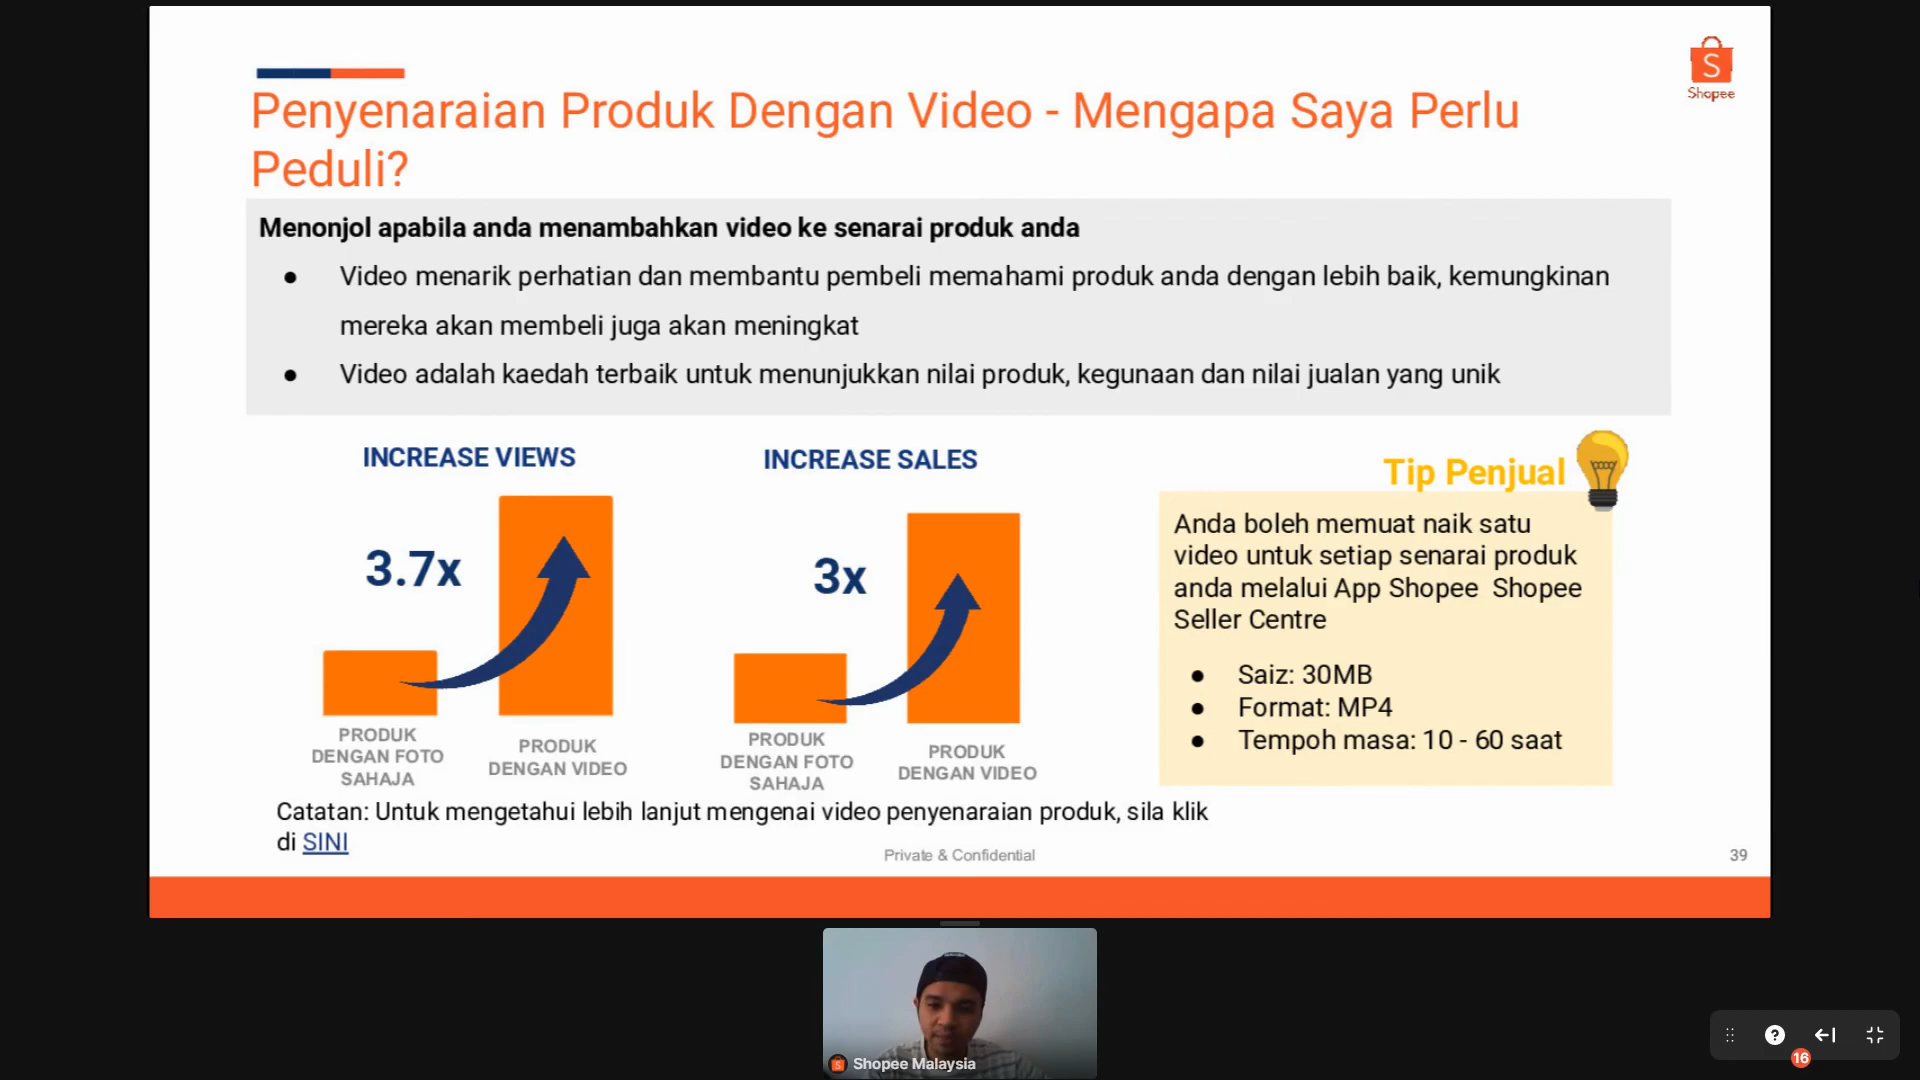 S
Shopee
Penyenaraian Produk Dengan Video - Mengapa Saya Perlu
Peduli?
Menonjol apabila anda menambahkan video ke senarai produk anda
● Video menarik perhatian dan membantu pembeli memahami produk anda dengan lebih baik, kemungkinan
mereka akan membeli juga akan meningkat
● Video adalah kaedah terbaik untuk menunjukkan nilai produk, kegunaan dan nilai jualan yang unik
INCREASE VIEWS
3.7x
PRODUK
DENGAN FOTO
SAHAJA
PRODUK
DENGAN VIDEO
INCREASE SALES
3x
PRODUK
DENGAN FOTO
SAHAJA
PRODUK
DENGAN VIDEO
Tip Penjual
Anda boleh memuat naik satu
video untuk setiap senarai produk
anda melalui App Shopee  Shopee
Seller Centre
● Saiz: 30MB
● Format: MP4
● Tempoh masa: 10 - 60 saat
Catatan: Untuk mengetahui lebih lanjut mengenai video penyenaraian produk, sila klik
di SINI
Private & Confidential
39
Shopee Malaysia
?
16